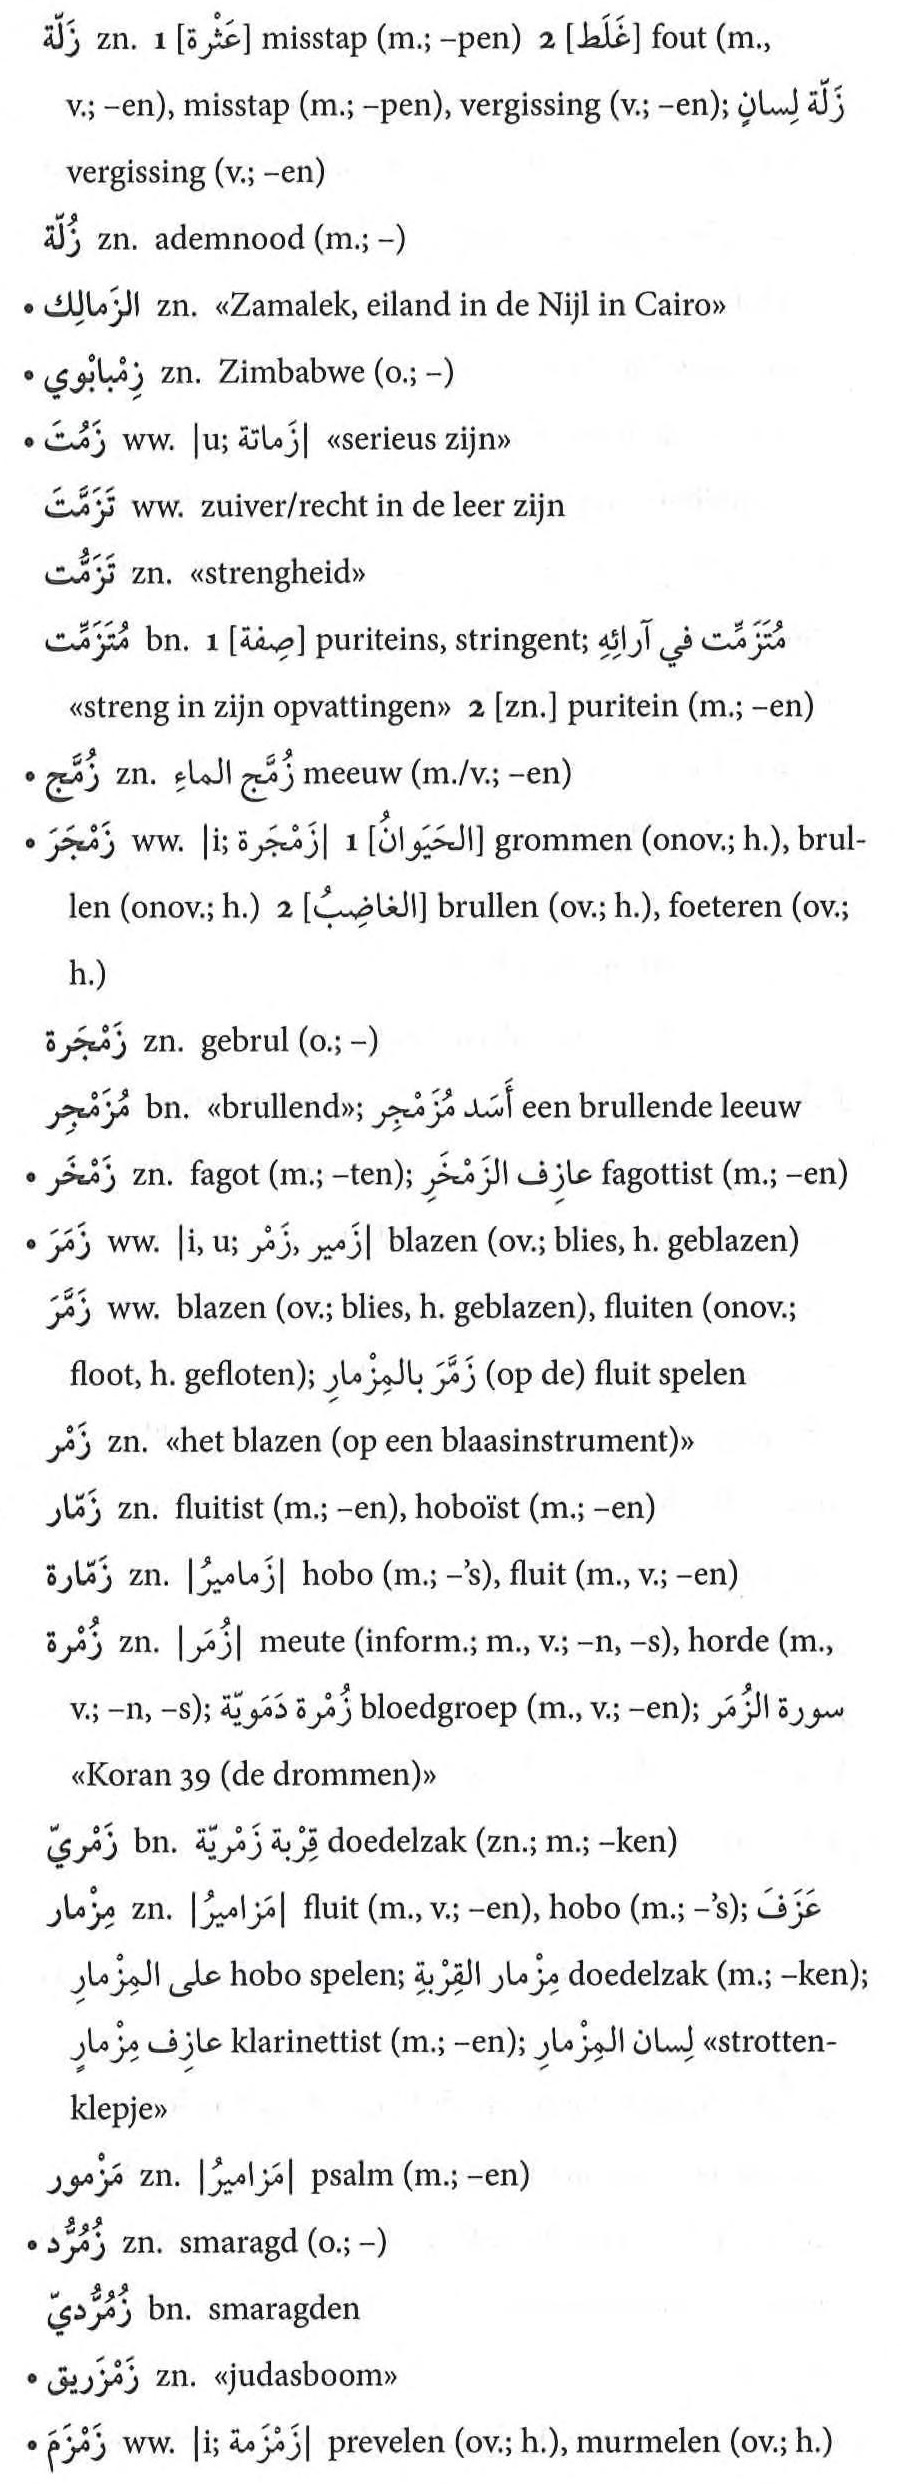 زَلّة zn. 1 [عَثْرة] misstap (m.; –pen) 2 [غَلَط] fout (m.,
v.; –en), misstap (m.; –pen), vergissing (v.; –en); زَلّة لِسانٍ
vergissing (v.; –en)
زُلّة zn. ademnood (m.; –)
• الزَمالِك zn. «Zamalek, eiland in de Nijl in Cairo»
• زِمْبابْوي zn. Zimbabwe (o.; –)
• زَمُتَ ww. |u; زَماتة| «serieus zijn»
تَزَمَّتَ ww. zuiver/recht in de leer zijn
تَزَمُّت zn. «strengheid»
مُتَزَمِّت bn. 1 [صِفة] puriteins, stringent; مُتَزَمِّت في آرائِهِ
«streng in zijn opvattingen» 2 [zn.] puritein (m.; –en)
• زُمَّج zn. زُمَّج الماءِ meeuw (m./v.; –en)
• زَمْجَرَ ww. |i; زَمْجَرة| 1 [الحَيَوانُ] grommen (onov.; h.), brul-
len (onov.; h.) 2 [الغاضِبُ] brullen (ov.; h.), foeteren (ov.;
h.)
زَمْجَرة zn. gebrul (o.; –)
مُزَمْجِر bn. «brullend»; أَسَد مُزَمْجِر een brullende leeuw
• زَمْخَر zn. fagot (m.; –ten); عازِف الزَمْخَرِ fagottist (m.; –en)
• زَمَرَ ww. |i, u; زَمير, زَمْر| blazen (ov.; blies, h. geblazen)
زَمَّرَ ww. blazen (ov.; blies, h. geblazen), fluiten (onov.;
floot, h. gefloten); زَمَّرَ بالمِزْمارِ (op de) fluit spelen
زَمْر zn. «het blazen (op een blaasinstrument)»
زَمّار zn. fluitist (m.; –en), hoboïst (m.; –en)
زَمّارة zn. |زَماميرُ| hobo (m.; –’s), fluit (m., v.; –en)
زُمْرة zn. |زُمَر| meute (inform.; m., v.; –n, –s), horde (m.,
v.; –n, –s); زُمْرة دَمَويّة bloedgroep (m., v.; –en); سورة الزُمَر
«Koran 39 (de drommen)»
زَمْريّ bn. قِرْبة زَمْريّة doedelzak (zn.; m.; –ken)
مِزْمار zn. |مَزاميرُ| fluit (m., v.; –en), hobo (m.; –’s); عَزَفَ
على المِزْمارِ hobo spelen; مِزْمار القِرْبةِ doedelzak (m.; –ken);
عازِف مِزْمارٍ klarinettist (m.; –en); لِسان المِزْمارِ «strotten-
klepje»
مَزْمور zn. |مَزاميرُ| psalm (m.; –en)
• زُمُرُّد zn. smaragd (o.; –)
زُمُرُّديّ bn. smaragden
• زَمْزَريق zn. «judasboom»
• زَمْزَمَ ww. |i; زَمْزَمة| prevelen (ov.; h.), murmelen (ov.; h.)